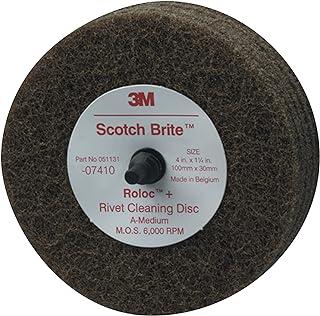 3M
Scotch Brite™
Part No 051131
-07410
SIZE
4 in. x 1¼ in.
100mm x 30mm
Made in Belgium
Roloc™ +
Rivet Cleaning Disc
A-Medium
M.O.S. 6,000 RPM